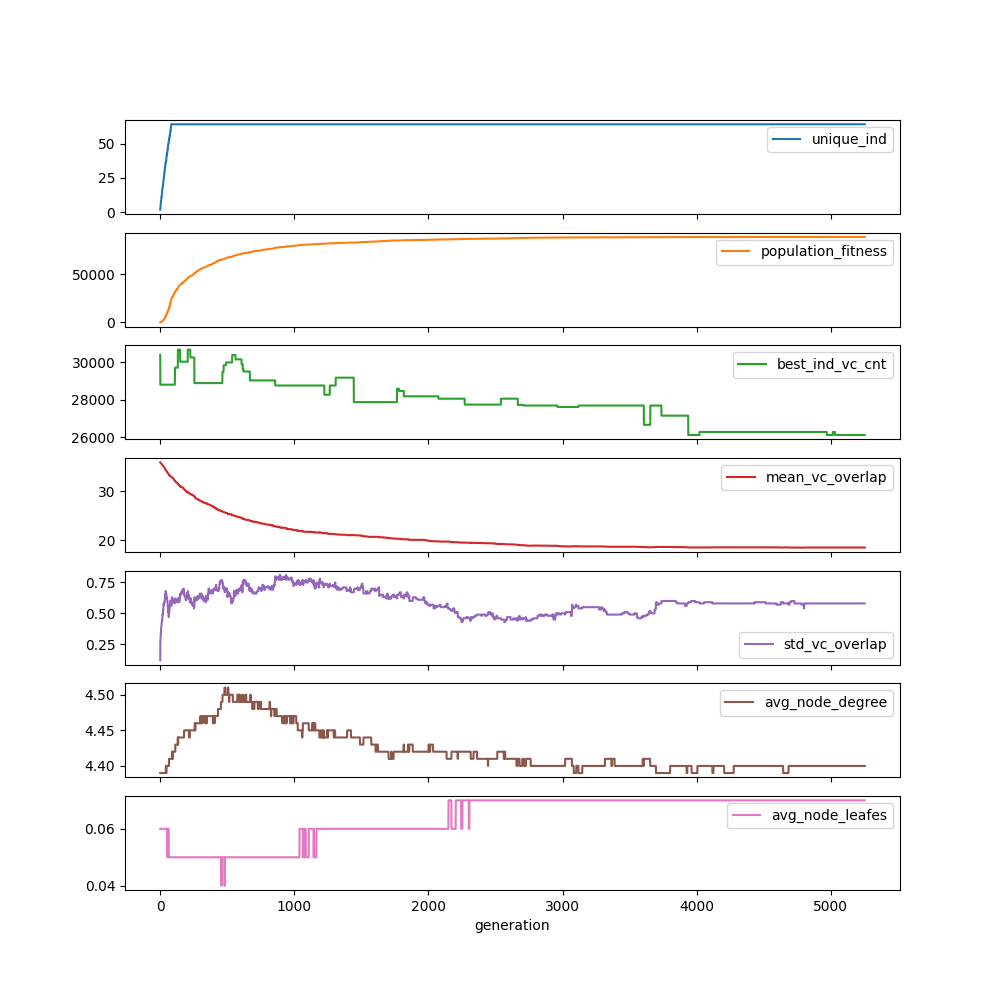 50
25
0
unique_ind
50000
0
population_fitness
30000
28000
26000
best_ind_vc_cnt
30
20
mean_vc_overlap
0.75
0.50
0.25
std_vc_overlap
4.50
4.45
4.40
avg_node_degree
0.06
0.04
avg_node_leafes
0 1000 2000 3000 4000 5000
generation